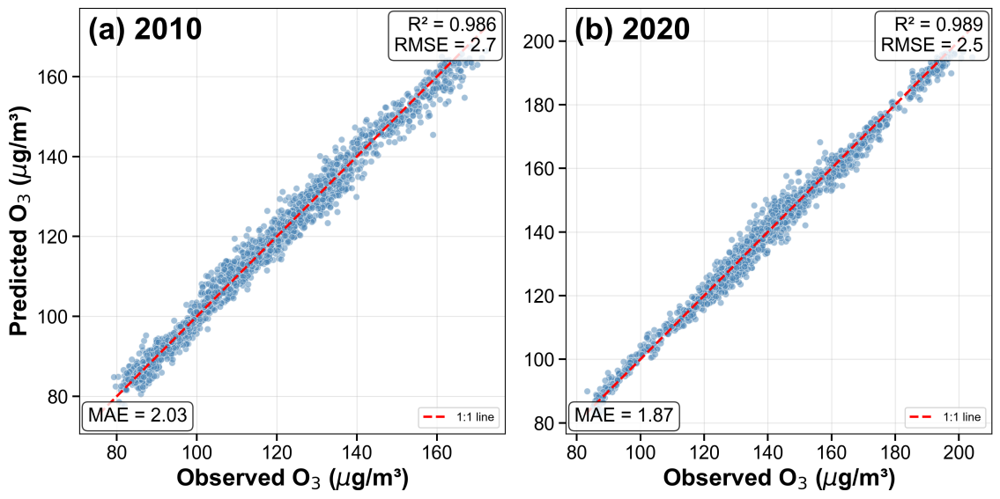 (a) 2010
R² = 0.986
RMSE = 2.7
160
140
120
100
80
Predicted O₃ (μg/m³)
MAE = 2.03
1:1 line
80 100 120 140 160
Observed O₃ (μg/m³)
(b) 2020
R² = 0.989
RMSE = 2.5
200
180
160
140
120
100
80
MAE = 1.87
1:1 line
80 100 120 140 160 180 200
Observed O₃ (μg/m³)